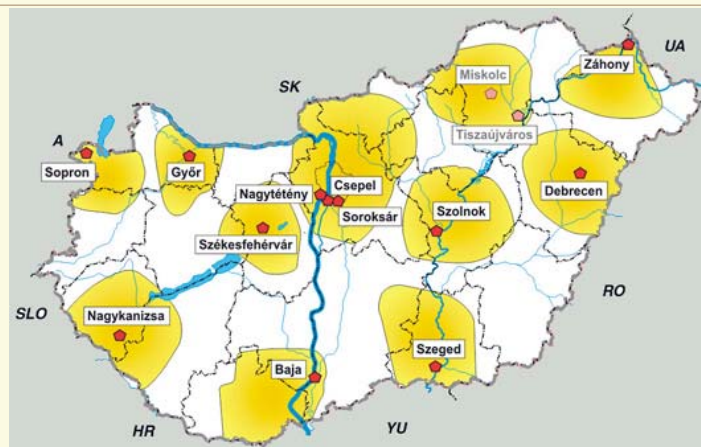 UA
Záhony
Miskolc
SK
Tiszaújváros
A
Sopron
Győr
Csepel
Debrecen
Nagytétény
Soroksár
Szolnok
Székesfehérvár
RO
SLO
Nagykanizsa
Szeged
Baja
HR
YU